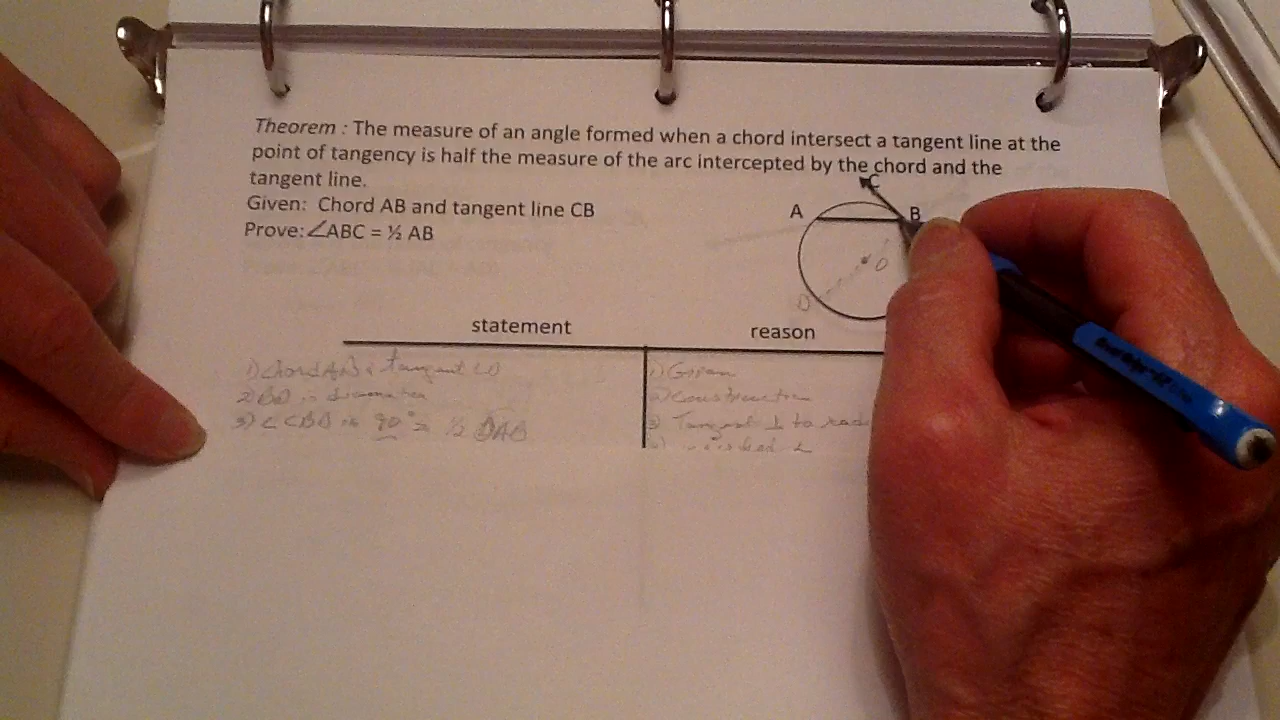 Theorem : The measure of an angle formed when a chord intersect a tangent line at the
point of tangency is half the measure of the arc intercepted by the chord and the
tangent line.
Given: Chord AB and tangent line CB
Prove: ∠ABC = ½ AB
C
A B
O
D
statement reason
1) Chord AB & tangent 1) Given
2) BD is diameter 2) Construction
3) ∠ CBD is 90° = ½ DAB 3) Tangent ⊥ to